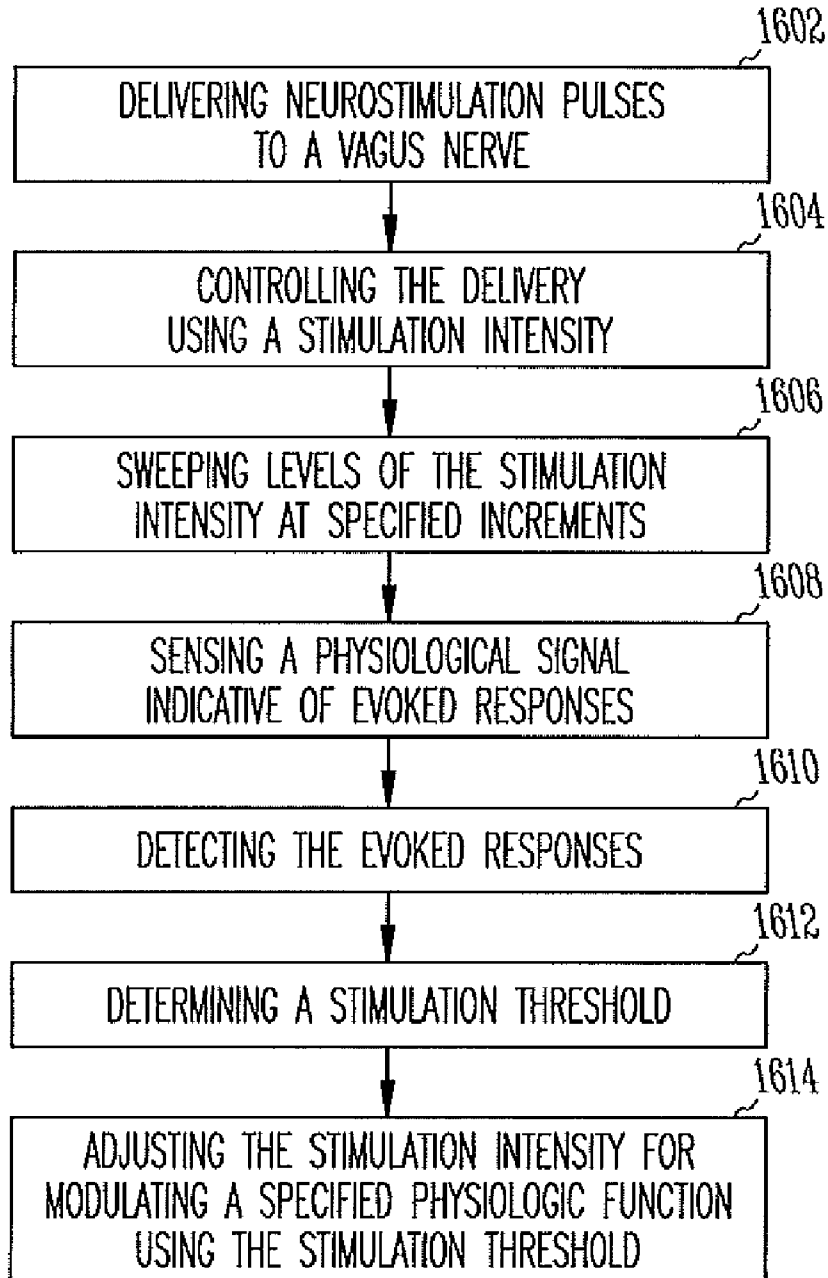 1602
DELIVERING NEUROSTIMULATION PULSES
TO A VAGUS NERVE
1604
CONTROLLING THE DELIVERY
USING A STIMULATION INTENSITY
1606
SWEEPING LEVELS OF THE STIMULATION
INTENSITY AT SPECIFIED INCREMENTS
1608
SENSING A PHYSIOLOGICAL SIGNAL
INDICATIVE OF EVOKED RESPONSES
1610
DETECTING THE EVOKED RESPONSES
1612
DETERMINING A STIMULATION THRESHOLD
1614
ADJUSTING THE STIMULATION INTENSITY FOR
MODULATING A SPECIFIED PHYSIOLOGIC FUNCTION
USING THE STIMULATION THRESHOLD